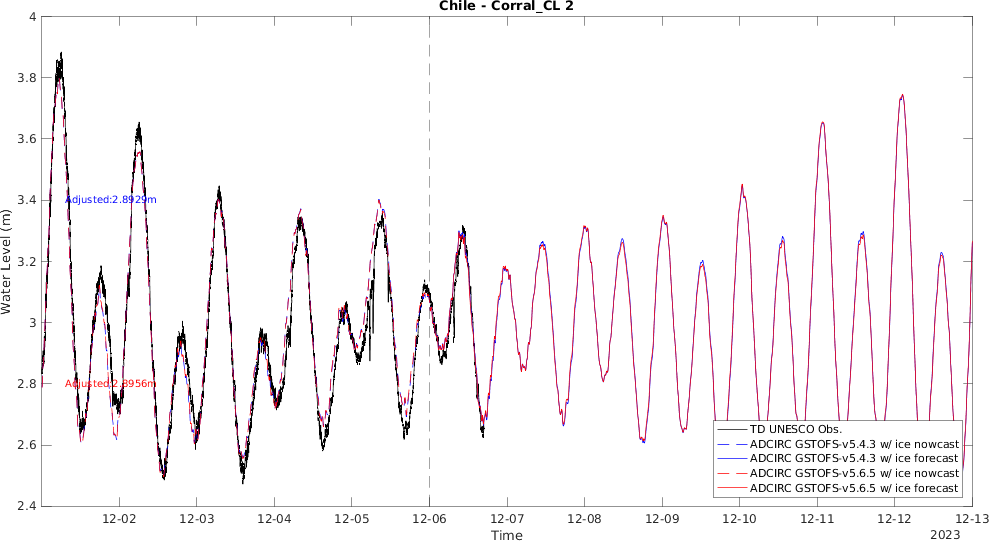 Chile - Corral_CL 2
4
3.8
3.6
3.4
3.2
3
2.8
2.6
2.4
Water Level (m)
Adjusted:2.8929m
Adjusted:2.8956m
TD UNESCO Obs.
ADCIRC GSTOFS-v5.4.3 w/ ice nowcast
ADCIRC GSTOFS-v5.4.3 w/ ice forecast
ADCIRC GSTOFS-v5.6.5 w/ ice nowcast
ADCIRC GSTOFS-v5.6.5 w/ ice forecast
12-02 12-03 12-04 12-05 12-06 12-07 12-08 12-09 12-10 12-11 12-12 12-13
Time
2023